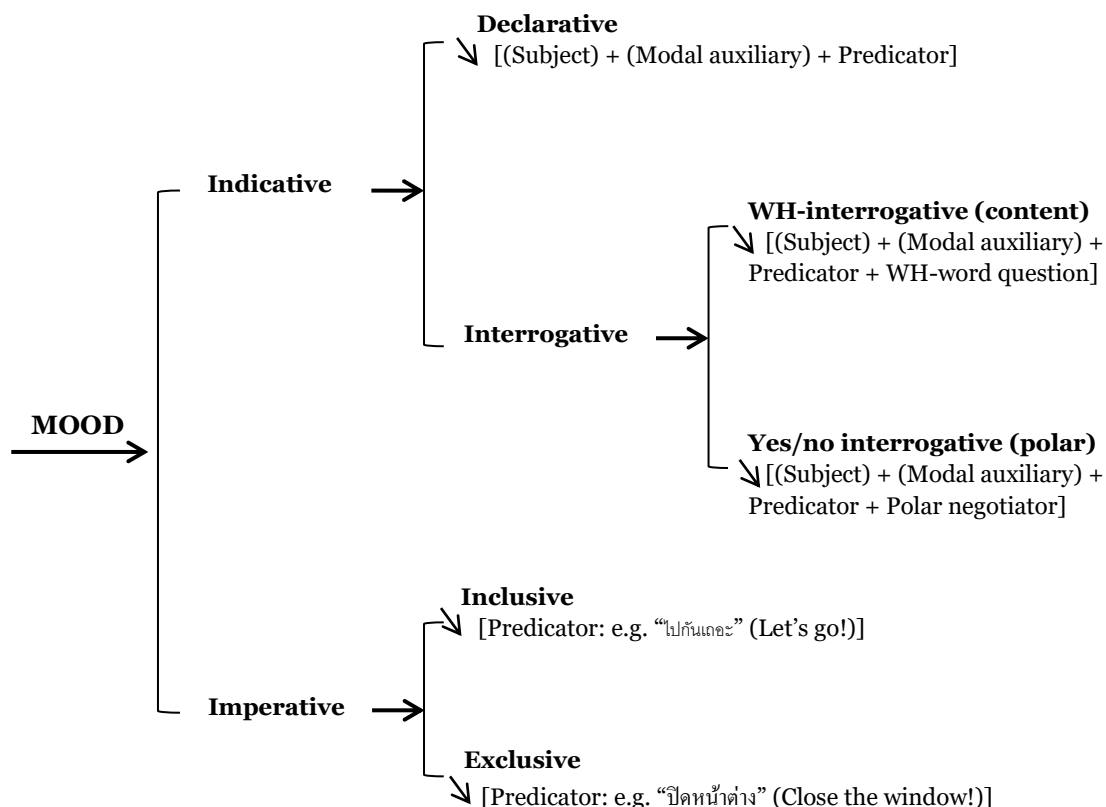 Declarative
[(Subject) + (Modal auxiliary) + Predicator]
Indicative
WH-interrogative (content)
[(Subject) + (Modal auxiliary) +
Predicator + WH-word question]
Interrogative
MOOD
Yes/no interrogative (polar)
[(Subject) + (Modal auxiliary) +
Predicator + Polar negotiator]
Inclusive
[Predicator: e.g. “ไปกันเถอะ” (Let’s go!)]
Imperative
Exclusive
[Predicator: e.g. “ปิดหน้าต่าง” (Close the window!)]